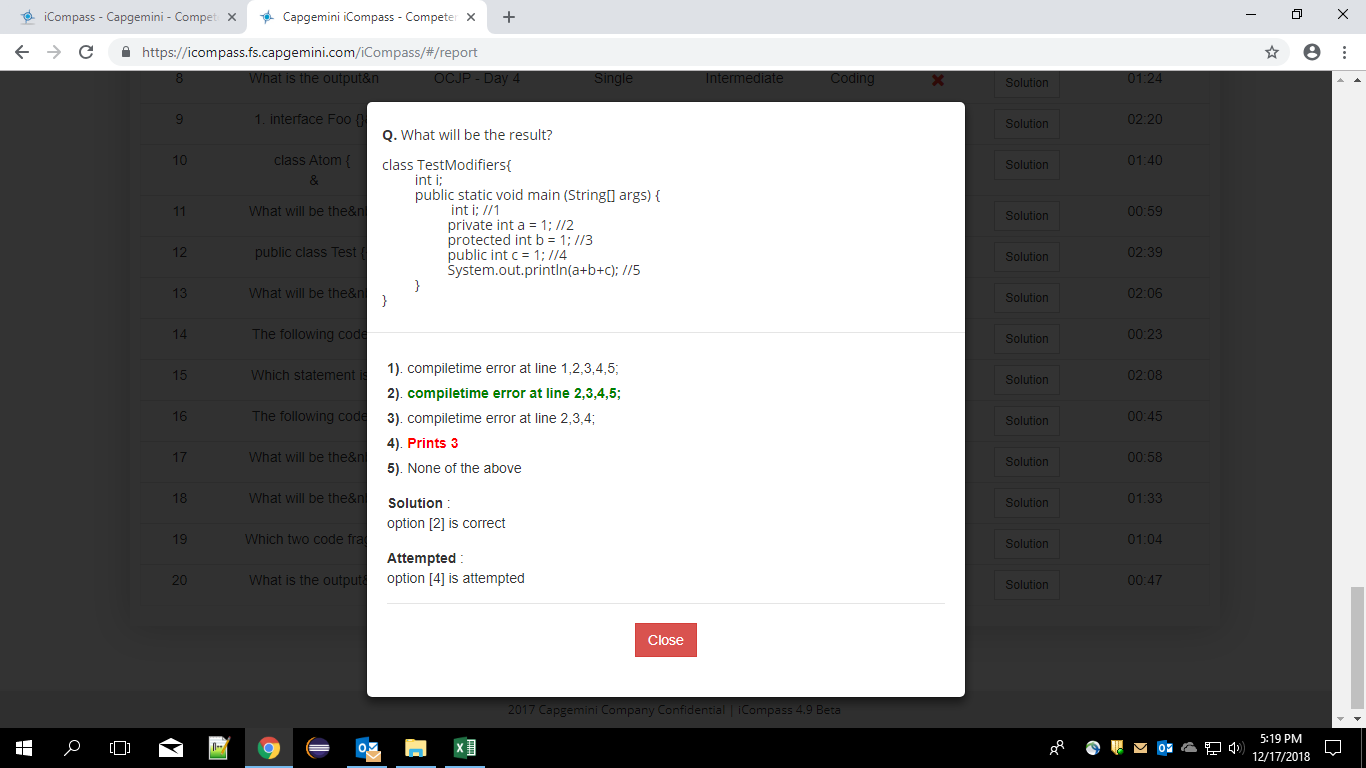 iCompass - Capgemini - Compet
Capgemini iCompass - Competen
https://icompass.fs.capgemini.com/iCompass/#/report
8 What is the output&n OCJP - Day 4 Single Intermediate Coding Solution 01:24
9 1. interface Foo {} Solution 02:20
10 class Atom { Solution 01:40
&
11 What will be the&n Solution 00:59
12 public class Test { Solution 02:39
13 What will be the&n Solution 02:06
14 The following code Solution 00:23
15 Which statement is Solution 02:08
16 The following code Solution 00:45
17 What will be the&n Solution 00:58
18 What will be the&n Solution 01:33
19 Which two code frag Solution 01:04
20 What is the output& Solution 00:47
Q. What will be the result?
class TestModifiers{
int i;
public static void main (String[] args) {
int i; //1
private int a = 1; //2
protected int b = 1; //3
public int c = 1; //4
System.out.println(a+b+c); //5
}
}
1). compiletime error at line 1,2,3,4,5;
2). compiletime error at line 2,3,4,5;
3). compiletime error at line 2,3,4;
4). Prints 3
5). None of the above
Solution :
option [2] is correct
Attempted :
option [4] is attempted
Close
2017 Capgemini Company Confidential | iCompass 4.9 Beta
5:19 PM
12/17/2018